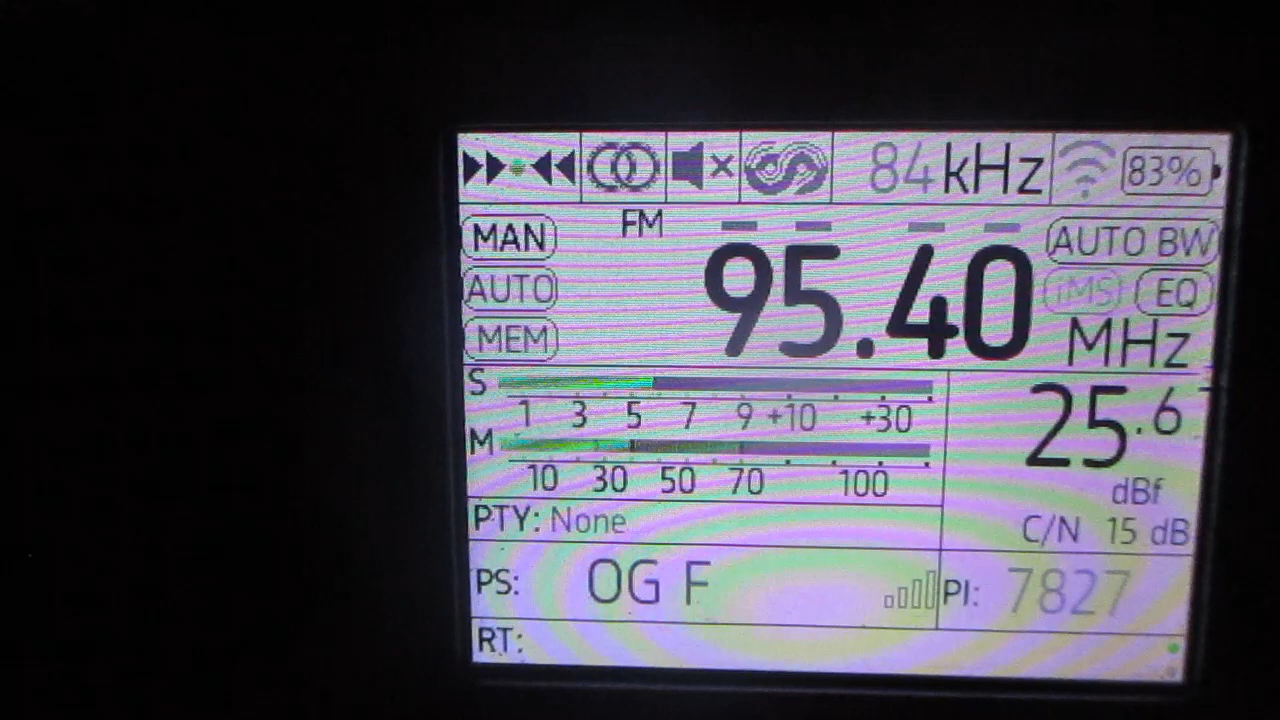 84 kHz 83%
MAN FM AUTO BW
95.40
AUTO iMS EQ
MEM MHz
S
1 3 5 7 9 +10 +30
25.6
M
10 30 50 70 100
dBf
PTY: None
C/N 15 dB
PS: OG F PI: 7827
RT: